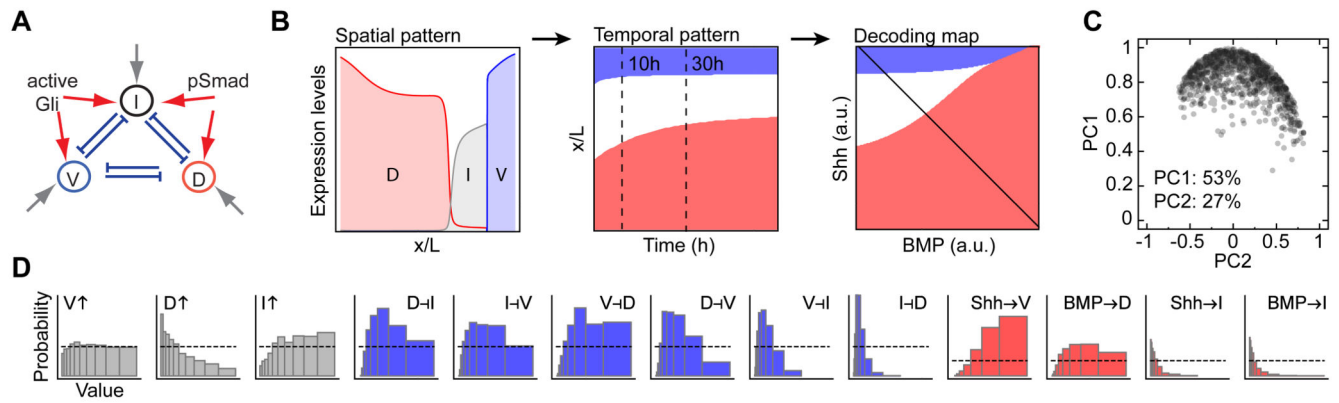 A
active
Gli
pSmad
I
V
D
B
Spatial pattern
Expression levels
D
I
V
x/L
Temporal pattern
10h
30h
x/L
Time (h)
Decoding map
Shh (a.u.)
BMP (a.u.)
C
PC1
1
0.8
0.6
0.4
0.2
0
PC1: 53%
PC2: 27%
-1
-0.5
0
0.5
1
PC2
D
Probability
V↑
D↑
I↑
D⊣I
I⊣V
V⊣D
D⊣V
V⊣I
I⊣D
Shh→V
BMP→D
Shh→I
BMP→I
Value